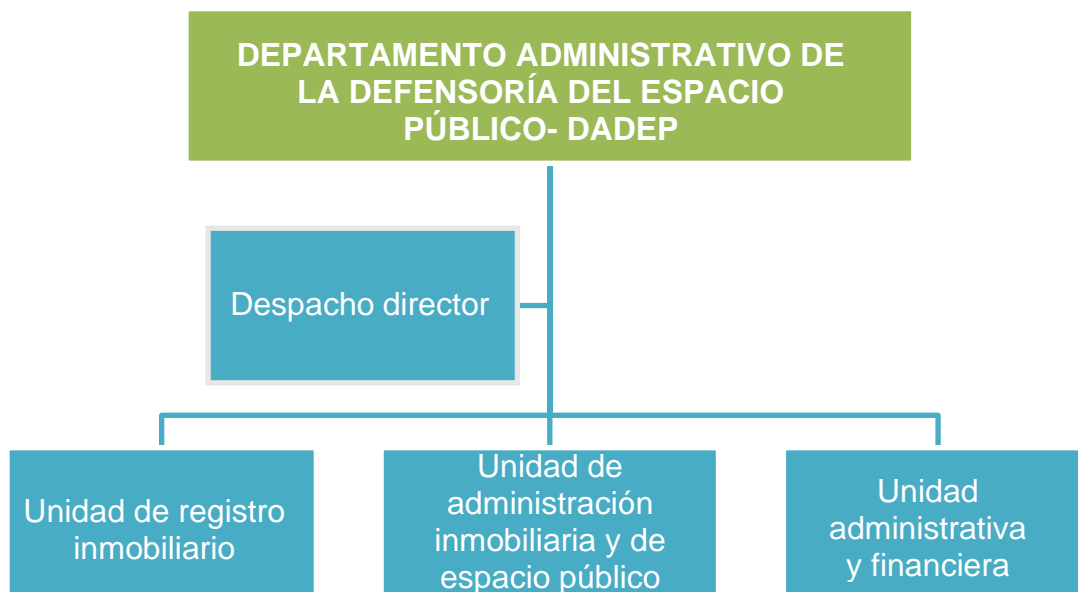 DEPARTAMENTO ADMINISTRATIVO DE
LA DEFENSORÍA DEL ESPACIO
PÚBLICO- DADEP
Despacho director
Unidad de registro
inmobiliario
Unidad de
administración
inmobiliaria y de
espacio público
Unidad
administrativa
y financiera